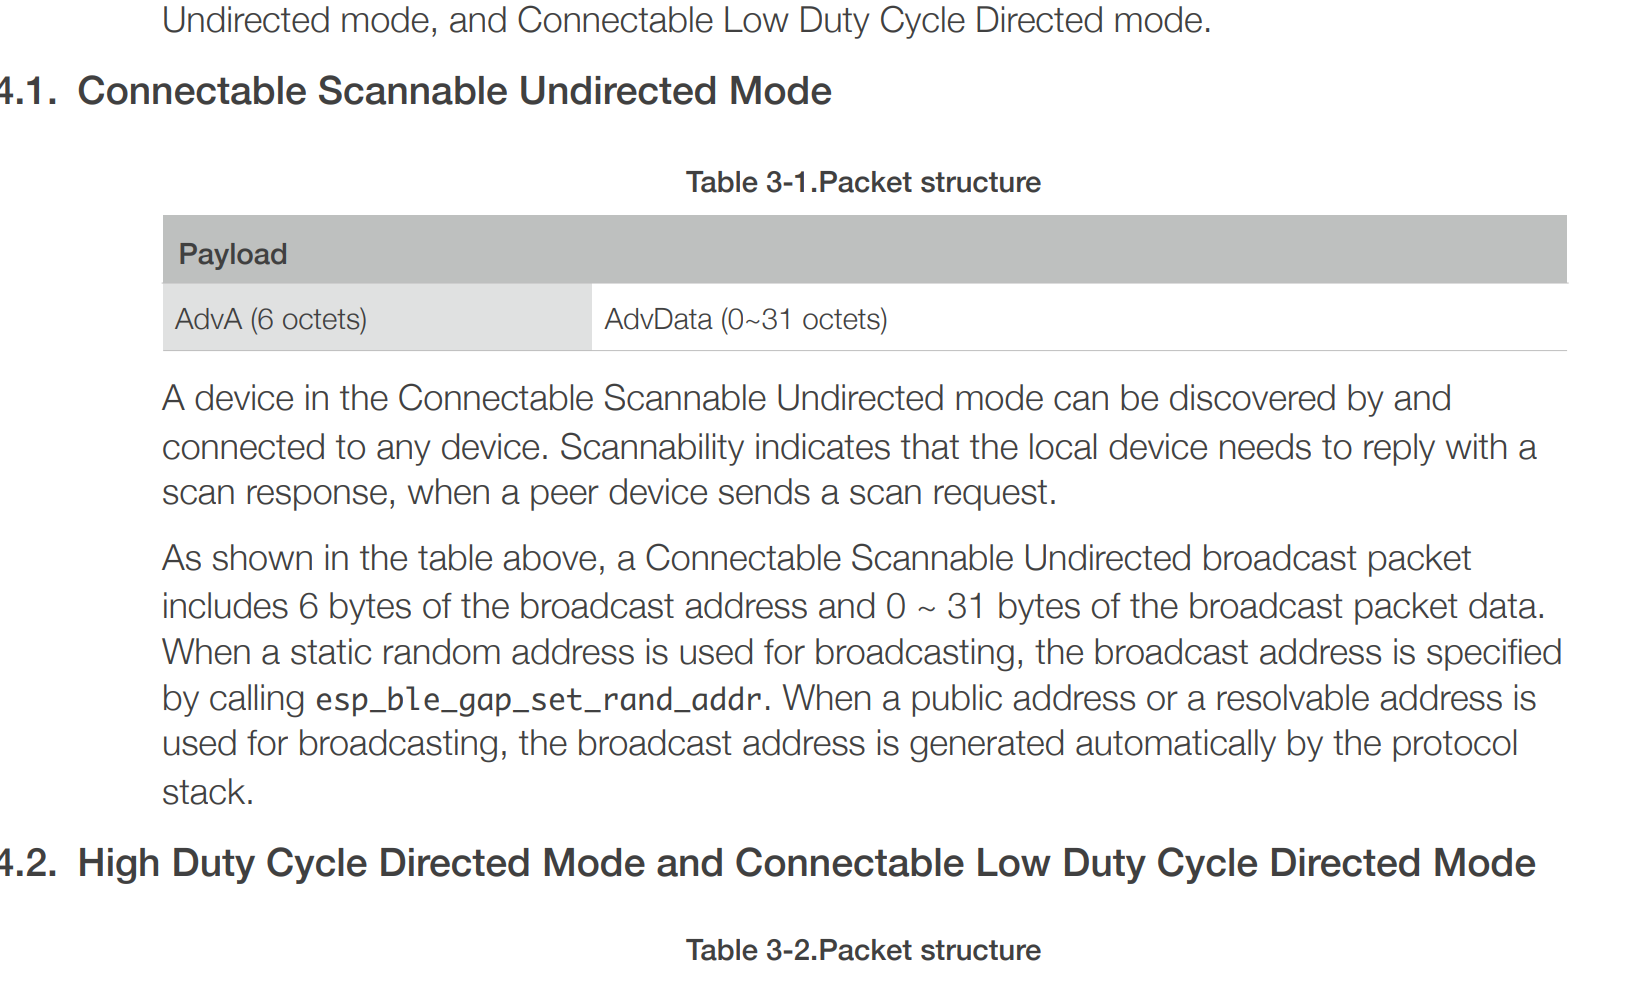 Undirected mode, and Connectable Low Duty Cycle Directed mode.
4.1. Connectable Scannable Undirected Mode
Table 3-1.Packet structure
Payload
AdvA (6 octets) AdvData (0~31 octets)
A device in the Connectable Scannable Undirected mode can be discovered by and
connected to any device. Scannability indicates that the local device needs to reply with a
scan response, when a peer device sends a scan request.
As shown in the table above, a Connectable Scannable Undirected broadcast packet
includes 6 bytes of the broadcast address and 0 ~ 31 bytes of the broadcast packet data.
When a static random address is used for broadcasting, the broadcast address is specified
by calling esp_ble_gap_set_rand_addr. When a public address or a resolvable address is
used for broadcasting, the broadcast address is generated automatically by the protocol
stack.
4.2. High Duty Cycle Directed Mode and Connectable Low Duty Cycle Directed Mode
Table 3-2.Packet structure